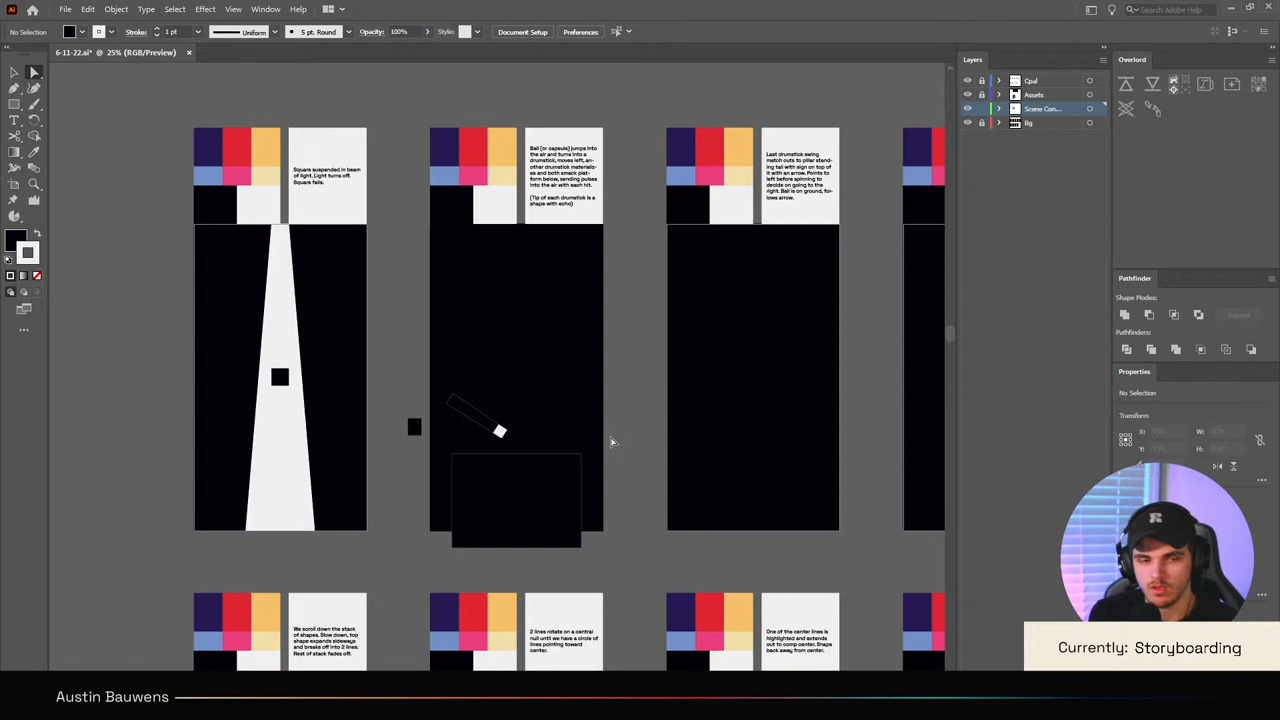 File Edit Object Type Select Effect View Window Help
Search Adobe Help
No Selection
Stroke:
1 pt
Uniform
5 pt. Round
Opacity:
100%
Style:
Document Setup
Preferences
6-11-22.ai* @ 25% (RGB/Preview)
Layers
Cpal
Assets
Scene Con...
Bg
Overlord
Square suspended in beam
of light. Light turns off.
Square falls.
Ball (or capsule) jumps into
the air and turns into a
drumstick, moves left, an-
other drumstick materializ-
es and both smack plat-
form below, sending pulses
into the air with each hit.
(Tip of each drumstick is a
shape with echo)
Last drumstick swing
match cuts to pillar stand-
ing tall with sign on top of
it with an arrow. Points to
left before spinning to
decide on going to the
right. Ball is on ground, fol-
lows arrow.
Pathfinder
Shape Modes:
Expand
Pathfinders:
Properties
No Selection
Transform
X:
W:
Y:
H:
We scroll down the stack
of shapes. Slow down, top
shape expands sideways
and breaks off into 2 lines.
Rest of stack fades off.
2 lines rotate on a central
null until we have a circle of
lines pointing toward
center.
One of the center lines is
highlighted and extends
out to comp center. Snaps
back away from center.
Currently: Storyboarding
Austin Bauwens